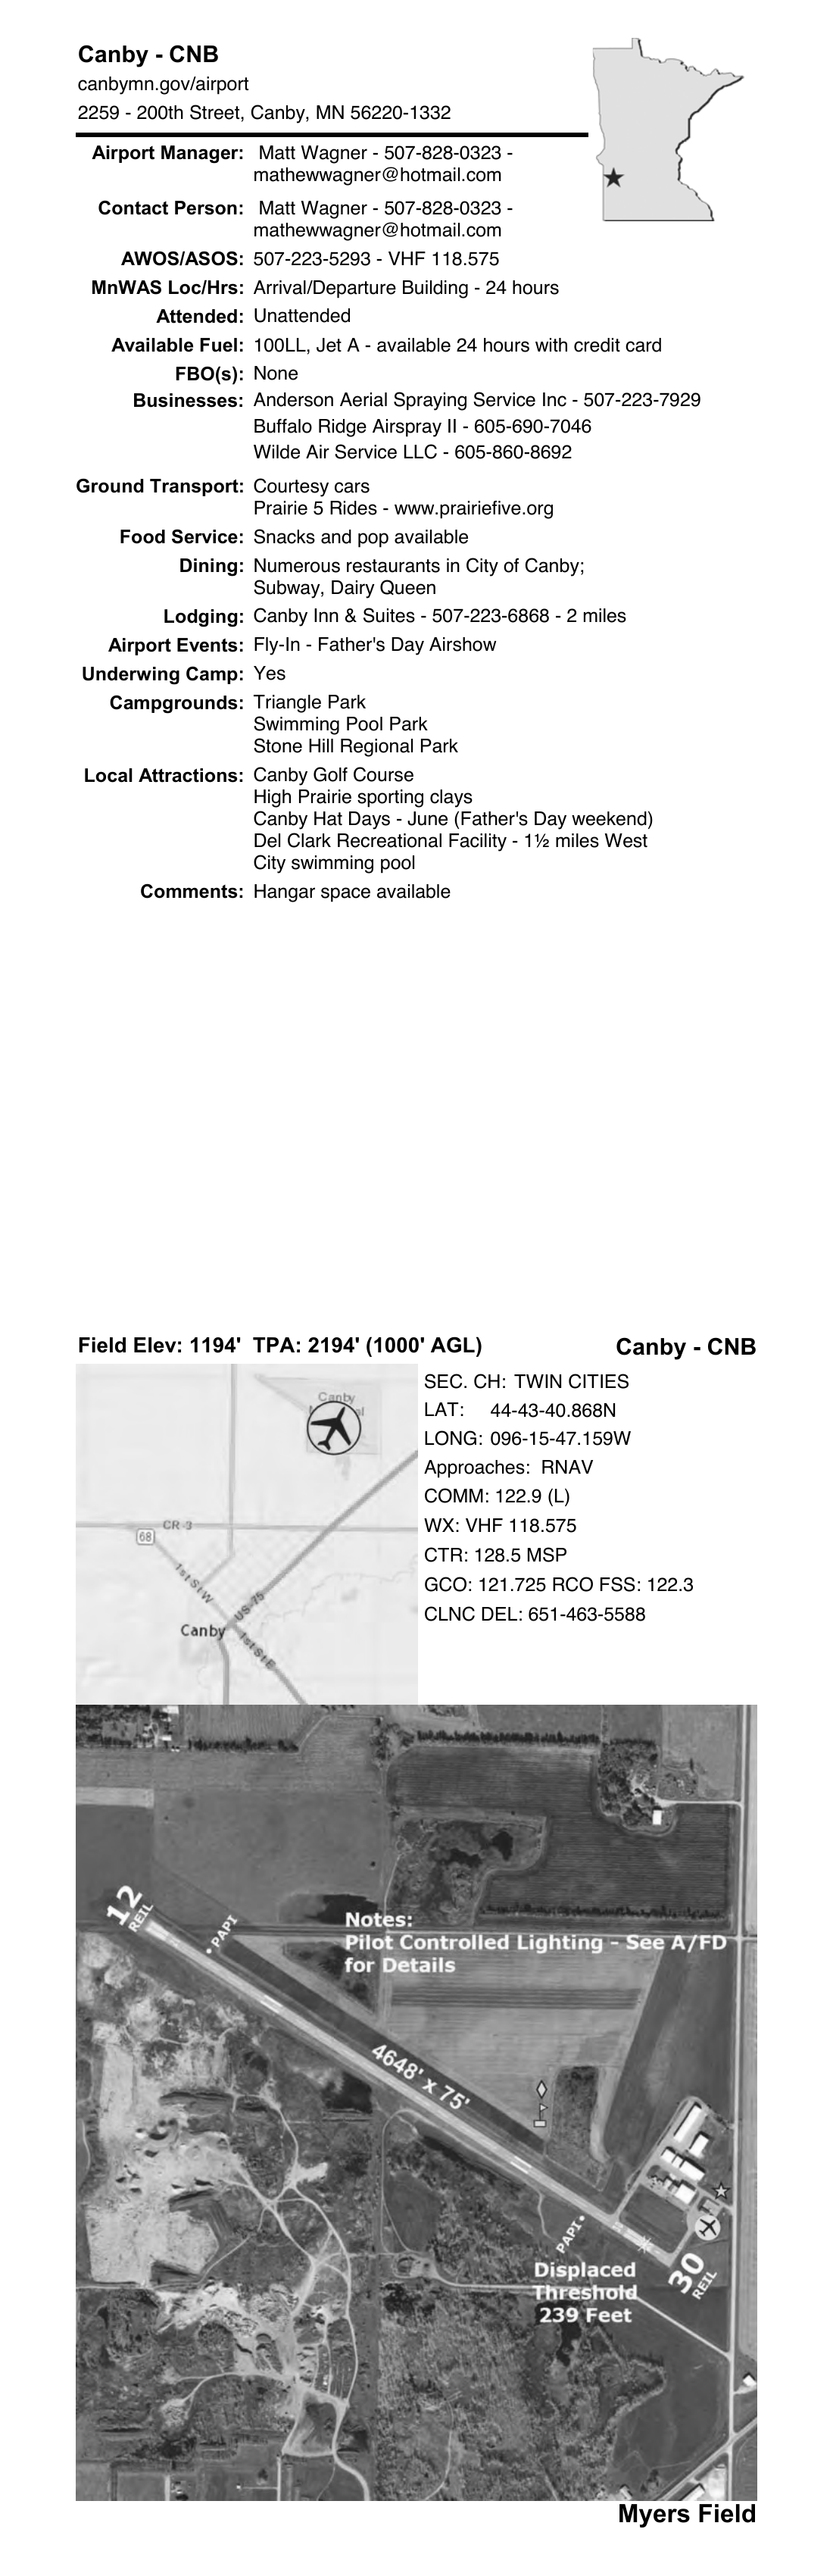 Canby - CNB
canbymn.gov/airport
2259 - 200th Street, Canby, MN 56220-1332
Airport Manager: Matt Wagner - 507-828-0323 -
mathewwagner@hotmail.com
Contact Person: Matt Wagner - 507-828-0323 -
mathewwagner@hotmail.com
AWOS/ASOS: 507-223-5293 - VHF 118.575
MnWAS Loc/Hrs: Arrival/Departure Building - 24 hours
Attended: Unattended
Available Fuel: 100LL, Jet A - available 24 hours with credit card
FBO(s): None
Businesses: Anderson Aerial Spraying Service Inc - 507-223-7929
Buffalo Ridge Airspray II - 605-690-7046
Wilde Air Service LLC - 605-860-8692
Ground Transport: Courtesy cars
Prairie 5 Rides - www.prairiefive.org
Food Service: Snacks and pop available
Dining: Numerous restaurants in City of Canby;
Subway, Dairy Queen
Lodging: Canby Inn & Suites - 507-223-6868 - 2 miles
Airport Events: Fly-In - Father's Day Airshow
Underwing Camp: Yes
Campgrounds: Triangle Park
Swimming Pool Park
Stone Hill Regional Park
Local Attractions: Canby Golf Course
High Prairie sporting clays
Canby Hat Days - June (Father's Day weekend)
Del Clark Recreational Facility - 1½ miles West
City swimming pool
Comments: Hangar space available
Field Elev: 1194' TPA: 2194' (1000' AGL)
Canby - CNB
SEC. CH: TWIN CITIES
LAT: 44-43-40.868N
LONG: 096-15-47.159W
Approaches: RNAV
COMM: 122.9 (L)
WX: VHF 118.575
CTR: 128.5 MSP
GCO: 121.725 RCO FSS: 122.3
CLNC DEL: 651-463-5588
Canby
CR-3
68
1st St W
US-75
Canby
1st St E
12
REIL
PAPI
Notes:
Pilot Controlled Lighting - See A/FD
for Details
4648' x 75'
PAPI
Displaced
Threshold
239 Feet
30
REIL
Myers Field